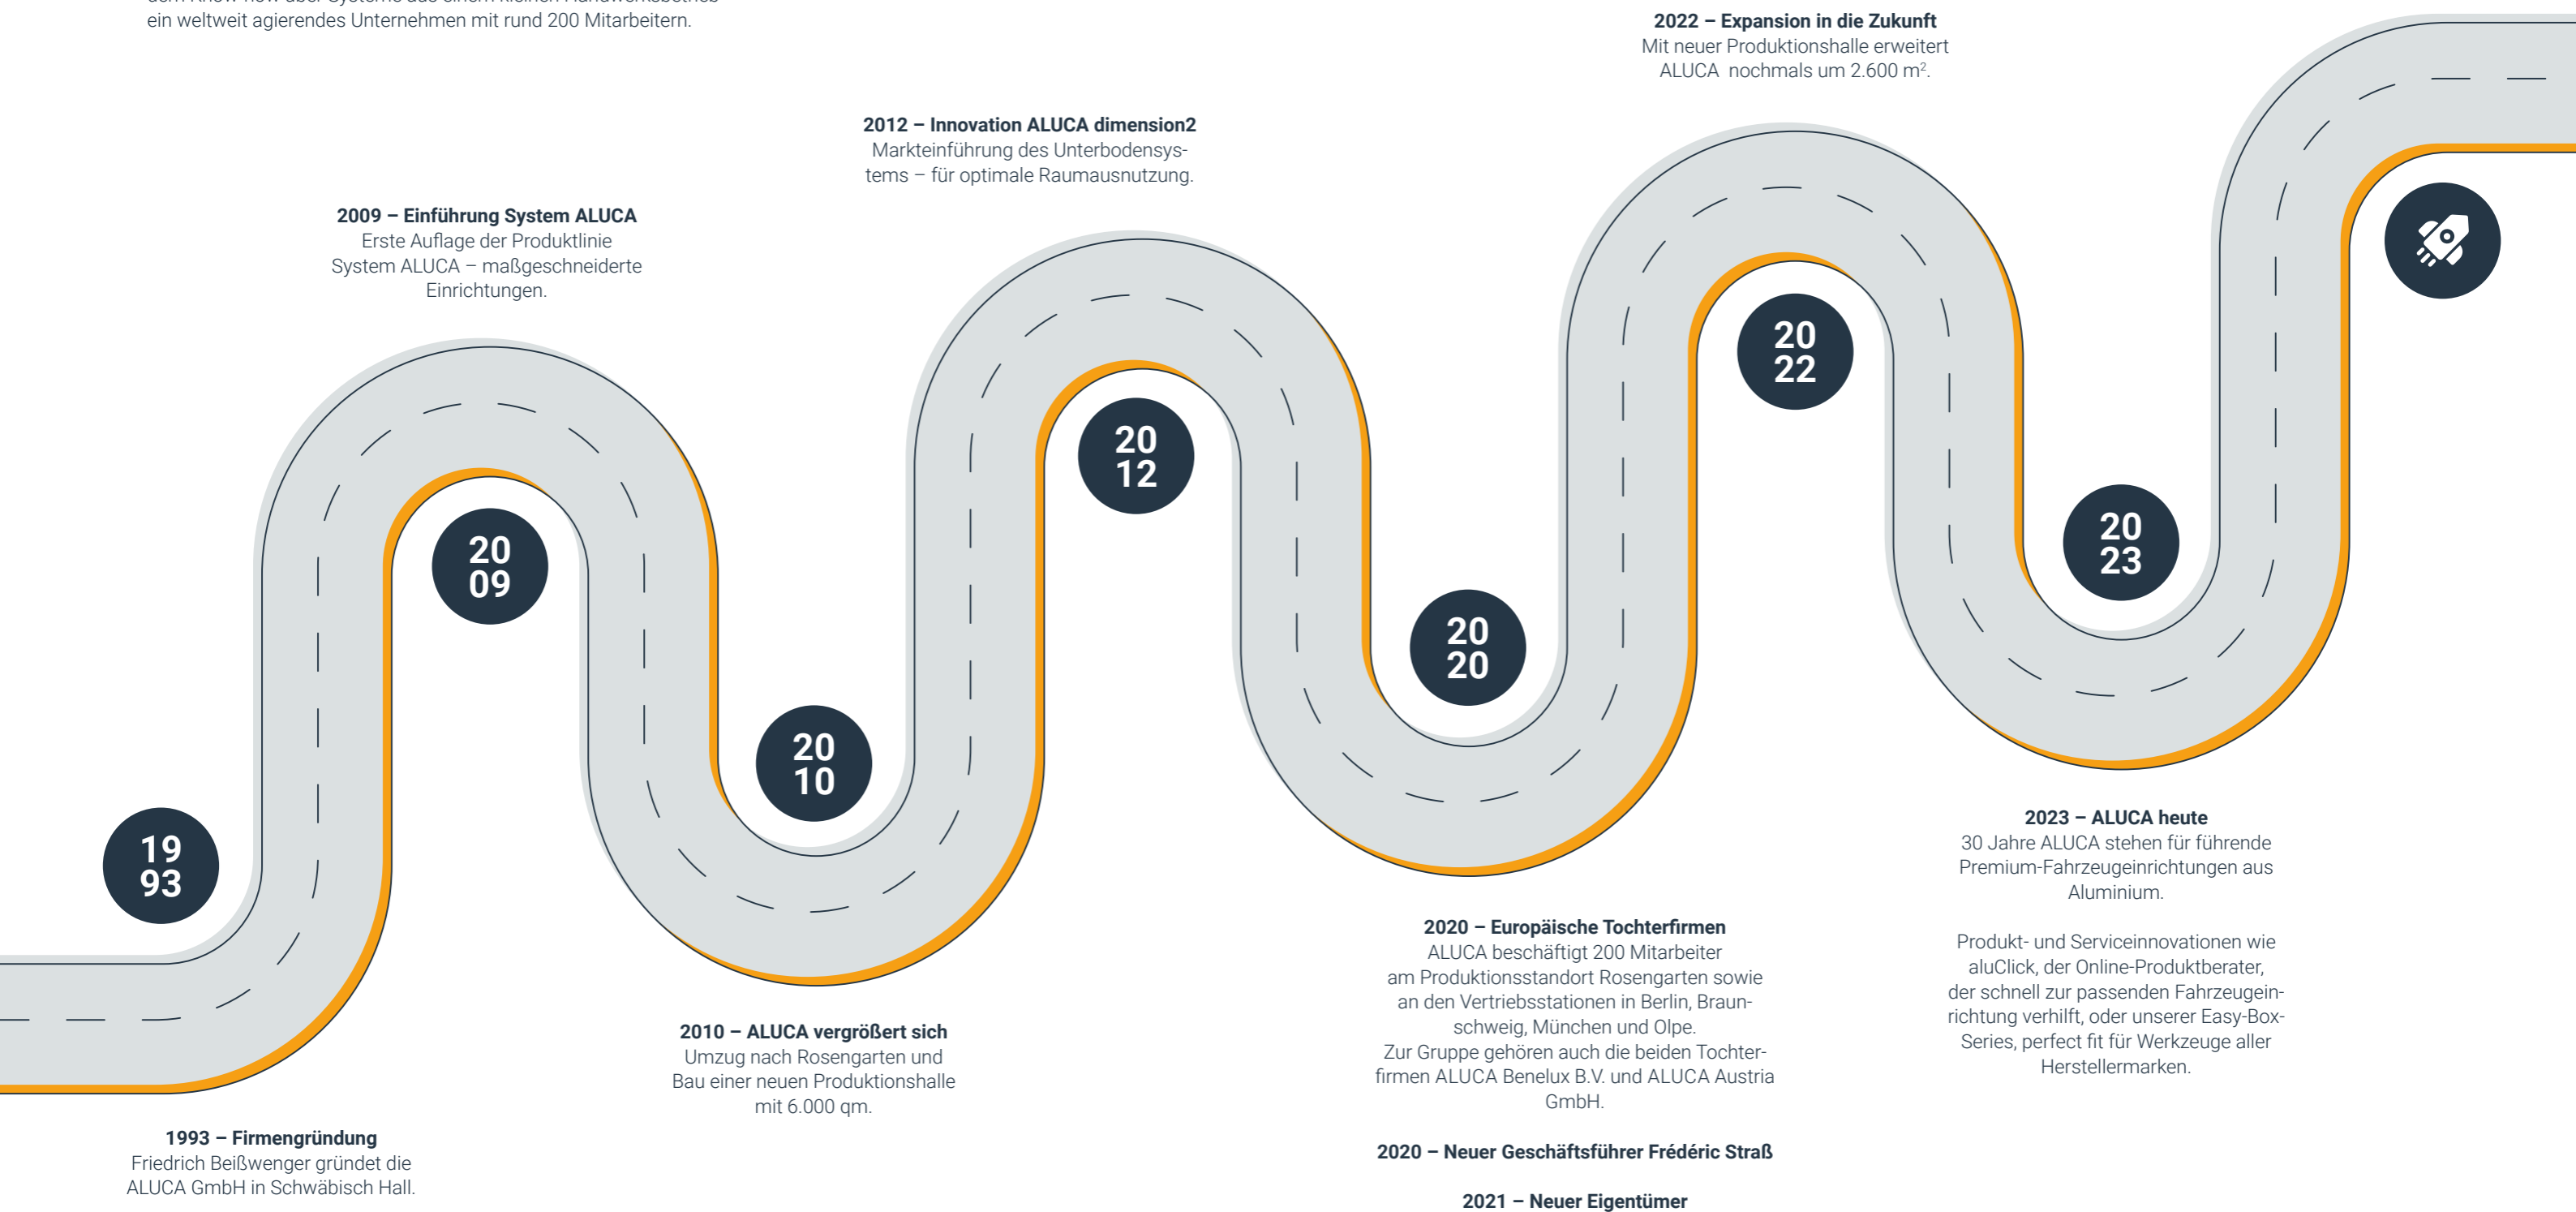 ein weltweit agierendes Unternehmen mit rund 200 Mitarbeitern.
2022 – Expansion in die Zukunft
Mit neuer Produktionshalle erweitert
ALUCA nochmals um 2.600 m².
2012 – Innovation ALUCA dimension2
Markteinführung des Unterbodensys-
tems – für optimale Raumausnutzung.
2009 – Einführung System ALUCA
Erste Auflage der Produktlinie
System ALUCA – maßgeschneiderte
Einrichtungen.
20
22
20
12
20
23
20
09
20
20
20
10
19
93
2023 – ALUCA heute
30 Jahre ALUCA stehen für führende
Premium-Fahrzeugeinrichtungen aus
Aluminium.
Produkt- und Serviceinnovationen wie
aluClick, der Online-Produktberater,
der schnell zur passenden Fahrzeugein-
richtung verhilft, oder unserer Easy-Box-
Series, perfect fit für Werkzeuge aller
Herstellermarken.
2020 – Europäische Tochterfirmen
ALUCA beschäftigt 200 Mitarbeiter
am Produktionsstandort Rosengarten sowie
an den Vertriebsstationen in Berlin, Braun-
schweig, München und Olpe.
Zur Gruppe gehören auch die beiden Tochter-
firmen ALUCA Benelux B.V. und ALUCA Austria
GmbH.
2020 – Neuer Geschäftsführer Frédéric Straß
2021 – Neuer Eigentümer
2010 – ALUCA vergrößert sich
Umzug nach Rosengarten und
Bau einer neuen Produktionshalle
mit 6.000 qm.
1993 – Firmengründung
Friedrich Beißwenger gründet die
ALUCA GmbH in Schwäbisch Hall.